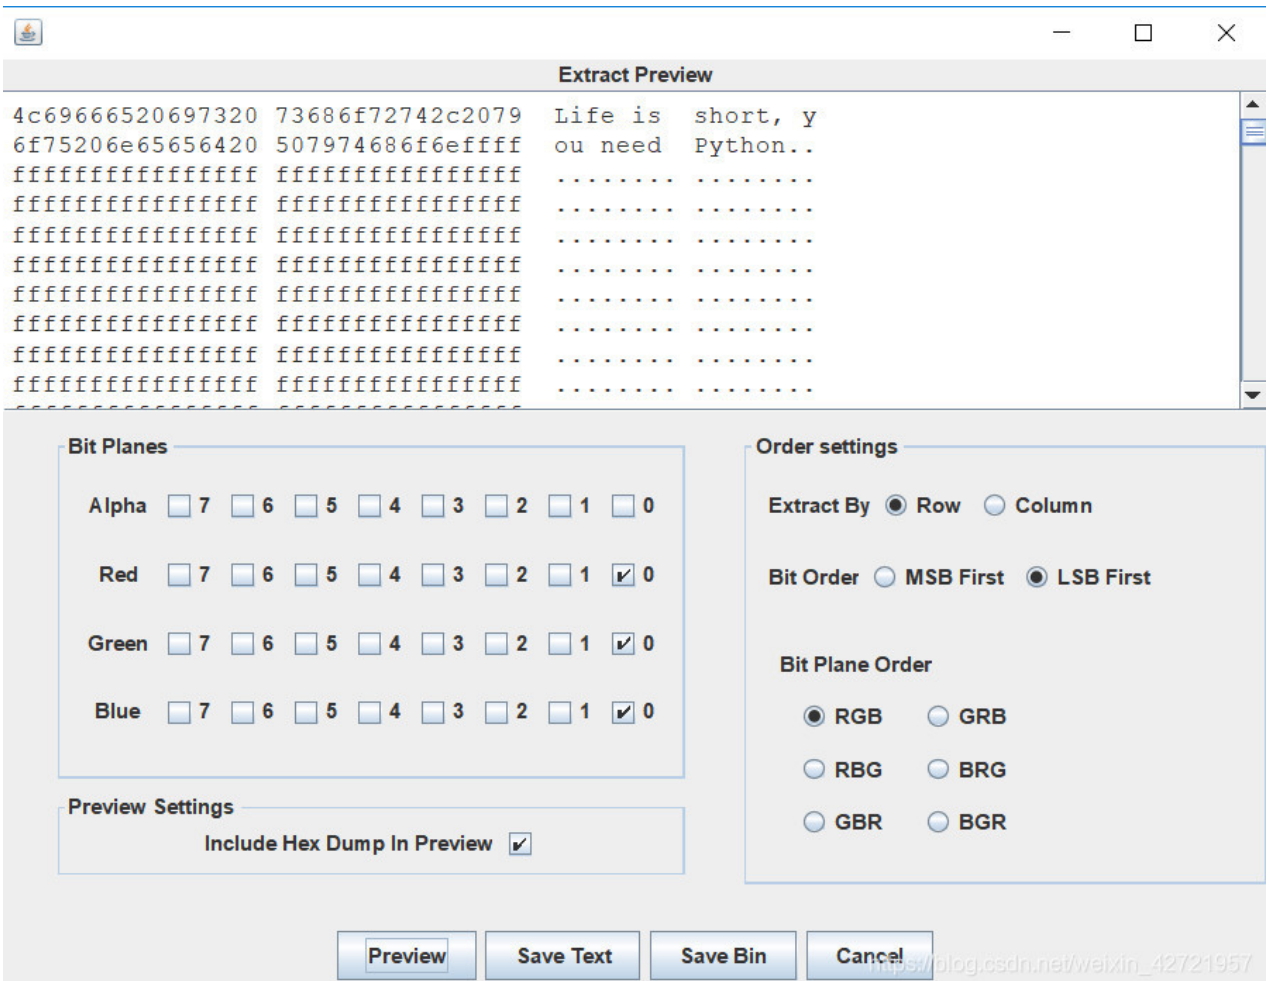 Extract Preview
4c69666520697320 73686f72742c2079 Life is short, y
6f75206e65656420 507974686f6effff ou need Python..
ffffffffffffffff ffffffffffffffff ........ ........
ffffffffffffffff ffffffffffffffff ........ ........
ffffffffffffffff ffffffffffffffff ........ ........
ffffffffffffffff ffffffffffffffff ........ ........
ffffffffffffffff ffffffffffffffff ........ ........
ffffffffffffffff ffffffffffffffff ........ ........
ffffffffffffffff ffffffffffffffff ........ ........
ffffffffffffffff ffffffffffffffff ........ ........
Bit Planes
Alpha 7 6 5 4 3 2 1 0
Red 7 6 5 4 3 2 1 0
Green 7 6 5 4 3 2 1 0
Blue 7 6 5 4 3 2 1 0
Preview Settings
Include Hex Dump In Preview
Order settings
Extract By Row Column
Bit Order MSB First LSB First
Bit Plane Order
RGB GRB
RBG BRG
GBR BGR
Preview Save Text Save Bin Cancel
https://blog.csdn.net/weixin_42721957